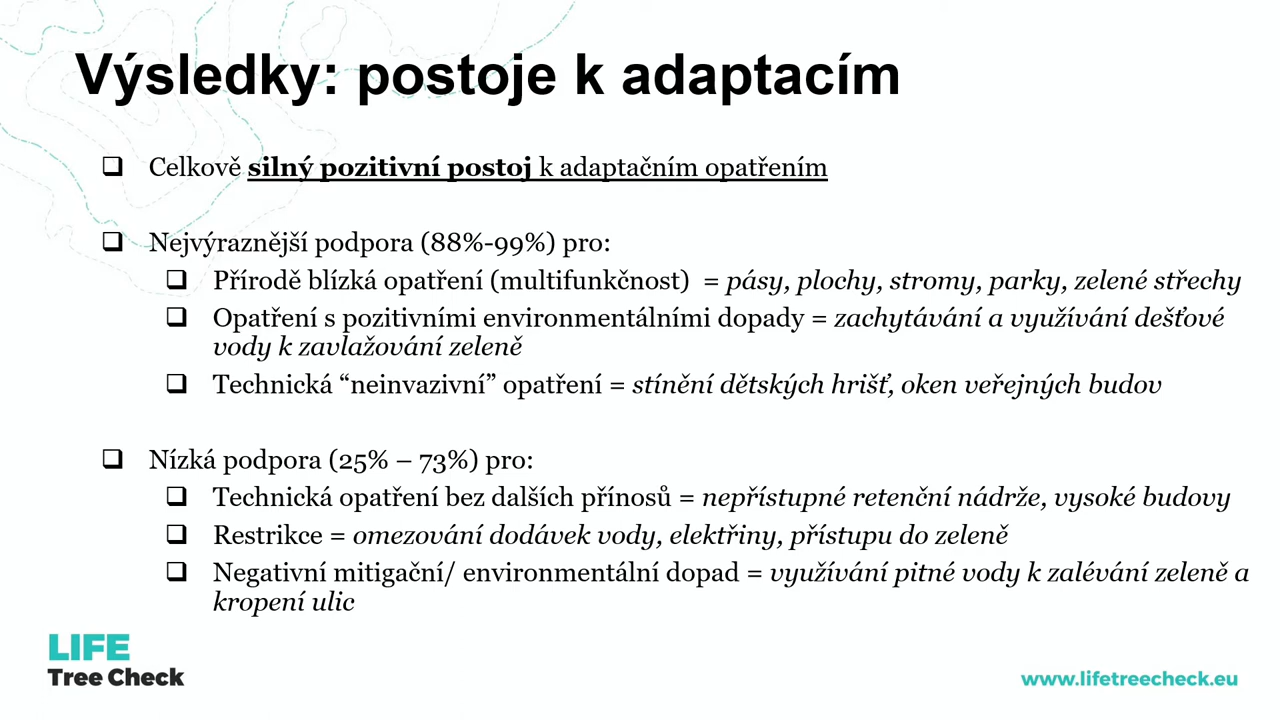 Výsledky: postoje k adaptacím
❑ Celkově silný pozitivní postoj k adaptačním opatřením
❑ Nejvýraznější podpora (88%-99%) pro:
❑ Přírodě blízká opatření (multifunkčnost) = pásy, plochy, stromy, parky, zelené střechy
❑ Opatření s pozitivními environmentálními dopady = zachytávání a využívání dešťové
vody k zavlažování zeleně
❑ Technická “neinvazivní” opatření = stínění dětských hrišť, oken veřejných budov
❑ Nízká podpora (25% – 73%) pro:
❑ Technická opatření bez dalších přínosů = nepřístupné retenční nádrže, vysoké budovy
❑ Restrikce = omezování dodávek vody, elektřiny, přístupu do zeleně
❑ Negativní mitigační/ environmentální dopad = využívání pitné vody k zalévání zeleně a
kropení ulic
LIFE
Tree Check
www.lifetreecheck.eu